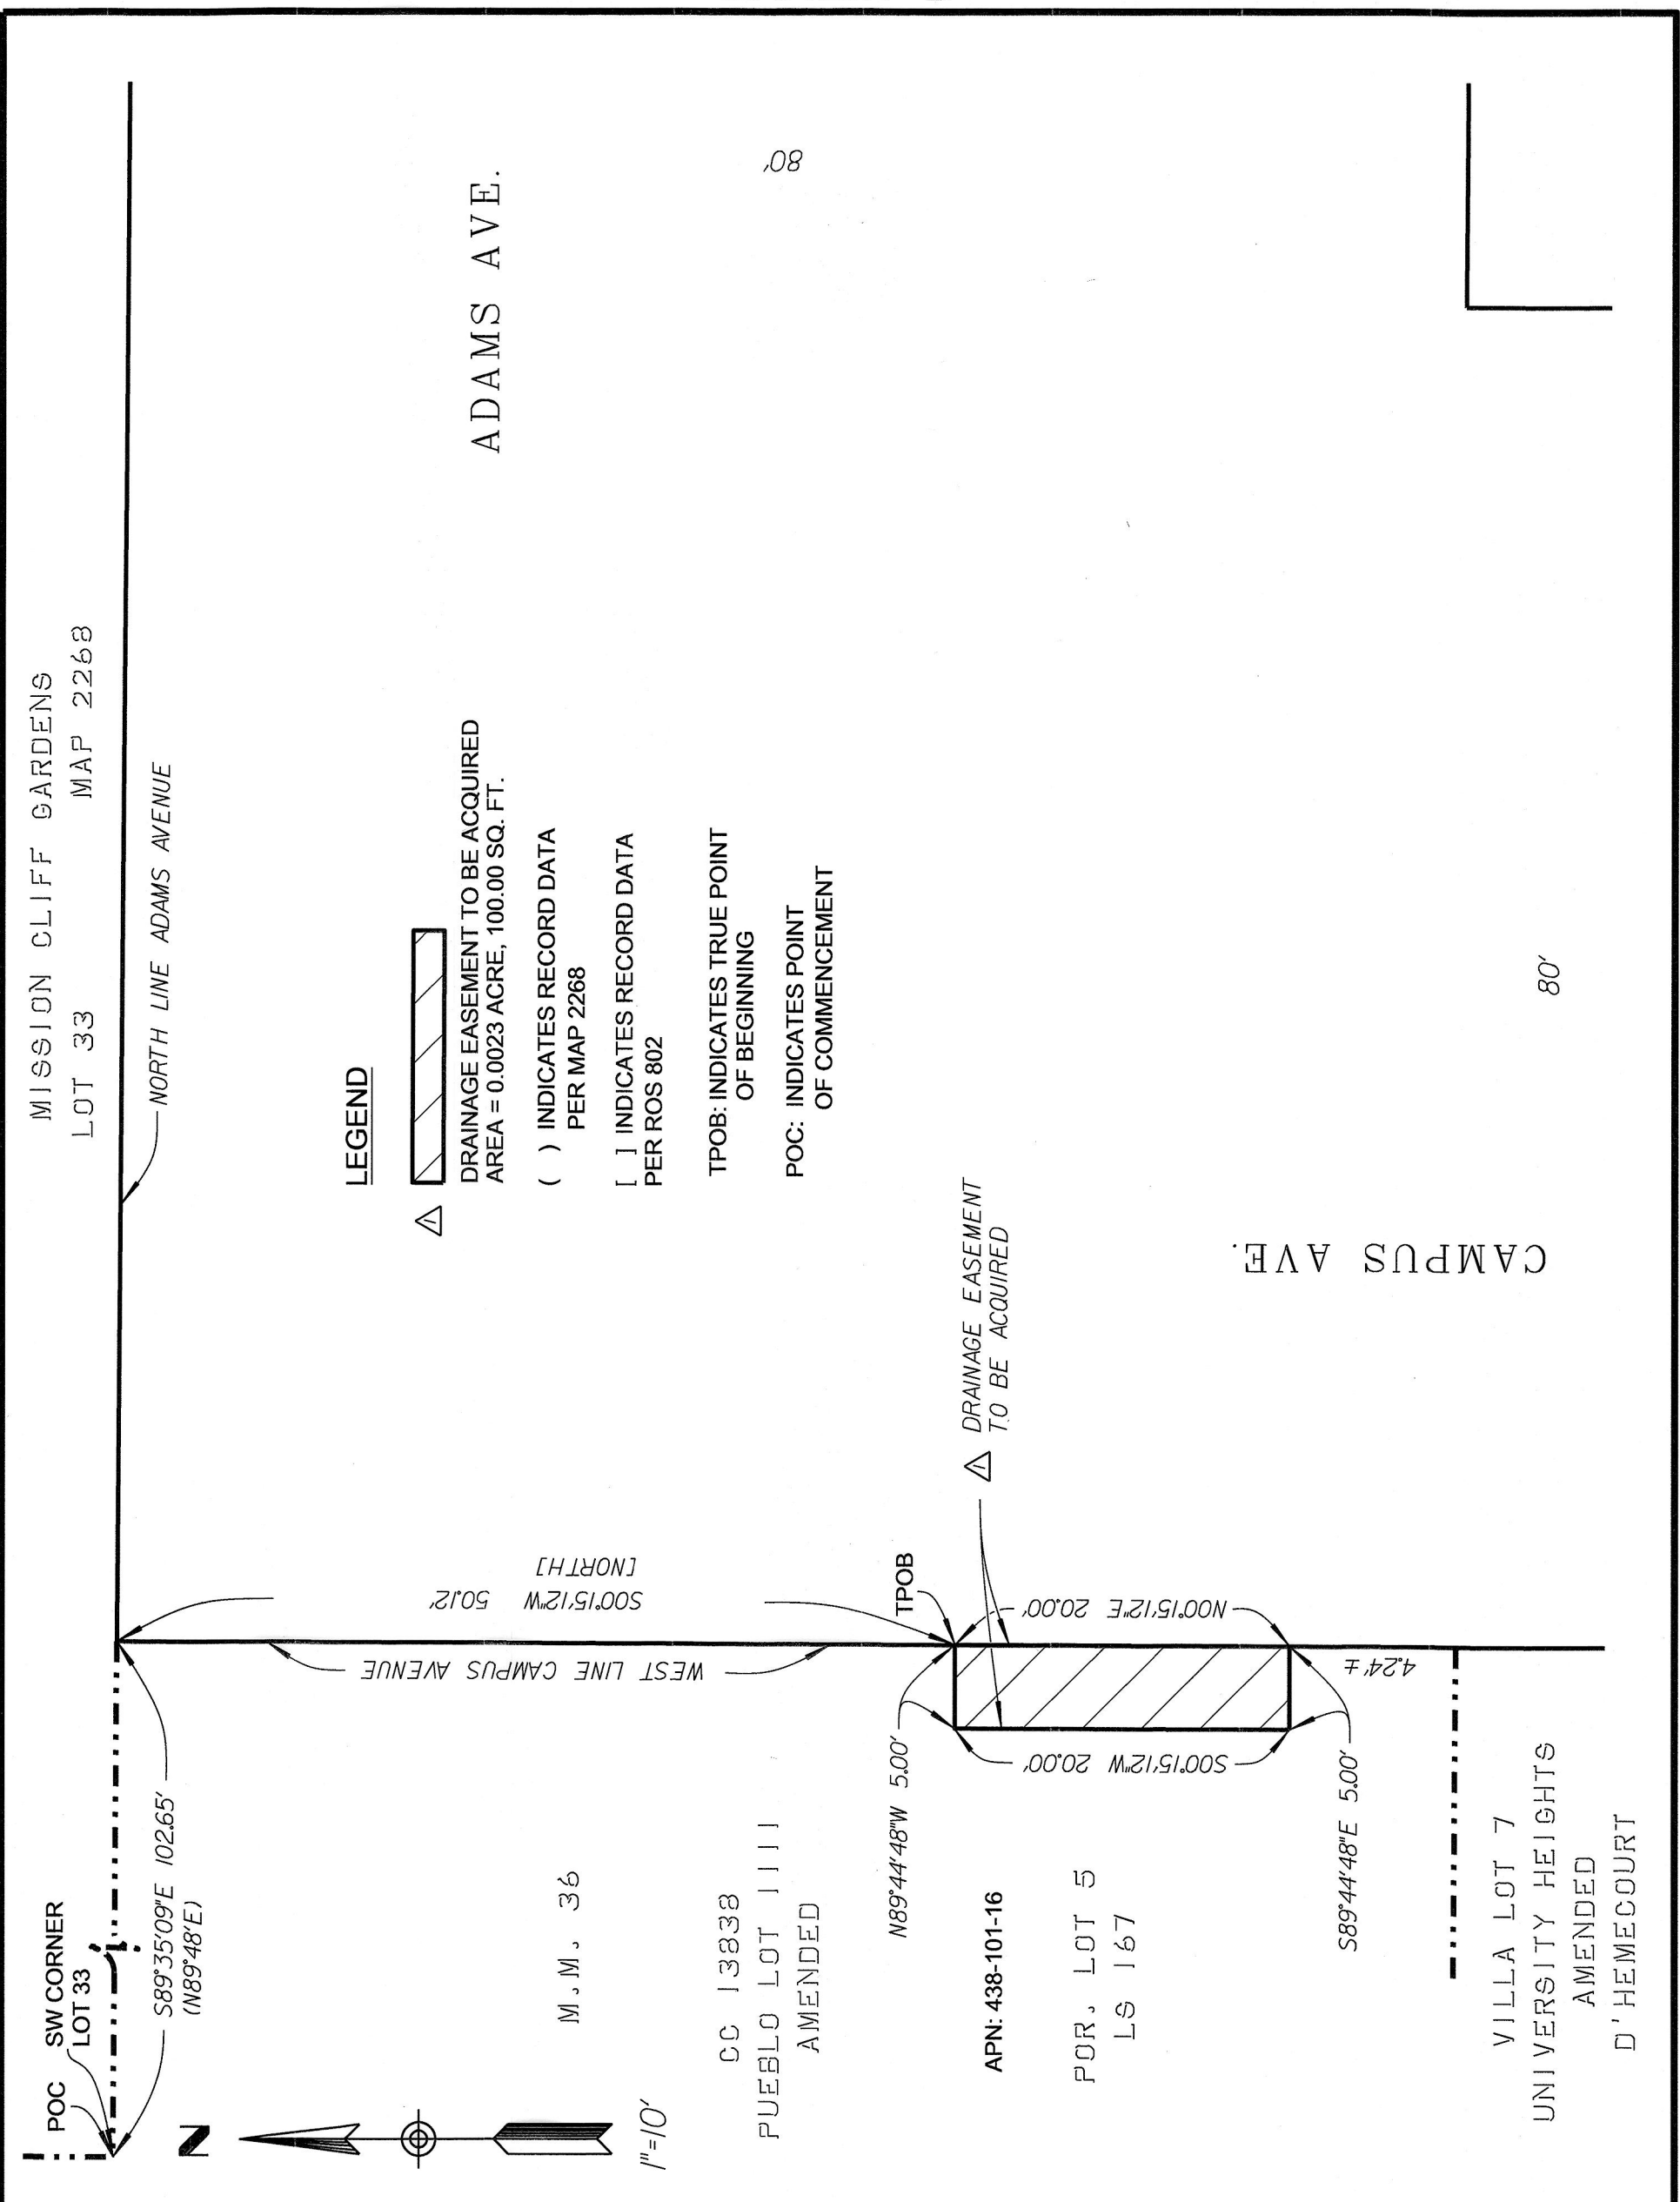 MISSION CLIFF GARDENS
LOT 33 MAP 2268
POC
SW CORNER
LOT 33
S89°35'09"E 102.65'
(N89°48'E)
NORTH LINE ADAMS AVENUE
N
1"=10'
LEGEND
1
DRAINAGE EASEMENT TO BE ACQUIRED
AREA = 0.0023 ACRE, 100.00 SQ. FT.
( ) INDICATES RECORD DATA
PER MAP 2268
[ ] INDICATES RECORD DATA
PER ROS 802
TPOB: INDICATES TRUE POINT
OF BEGINNING
POC: INDICATES POINT
OF COMMENCEMENT
ADAMS AVE.
80'
M.M. 36
CC 13838
PUEBLO LOT 1111
AMENDED
WEST LINE CAMPUS AVENUE
S00°15'12"W 50.12'
[NORTH]
TPOB
N89°44'48"W 5.00'
1
DRAINAGE EASEMENT
TO BE ACQUIRED
APN: 438-101-16
POR. LOT 5
LS 167
S00°15'12"W 20.00'
N00°15'12"E 20.00'
S89°44'48"E 5.00'
4.24' ±
CAMPUS AVE.
80'
VILLA LOT 7
UNIVERSITY HEIGHTS
AMENDED
D'HEMECOURT